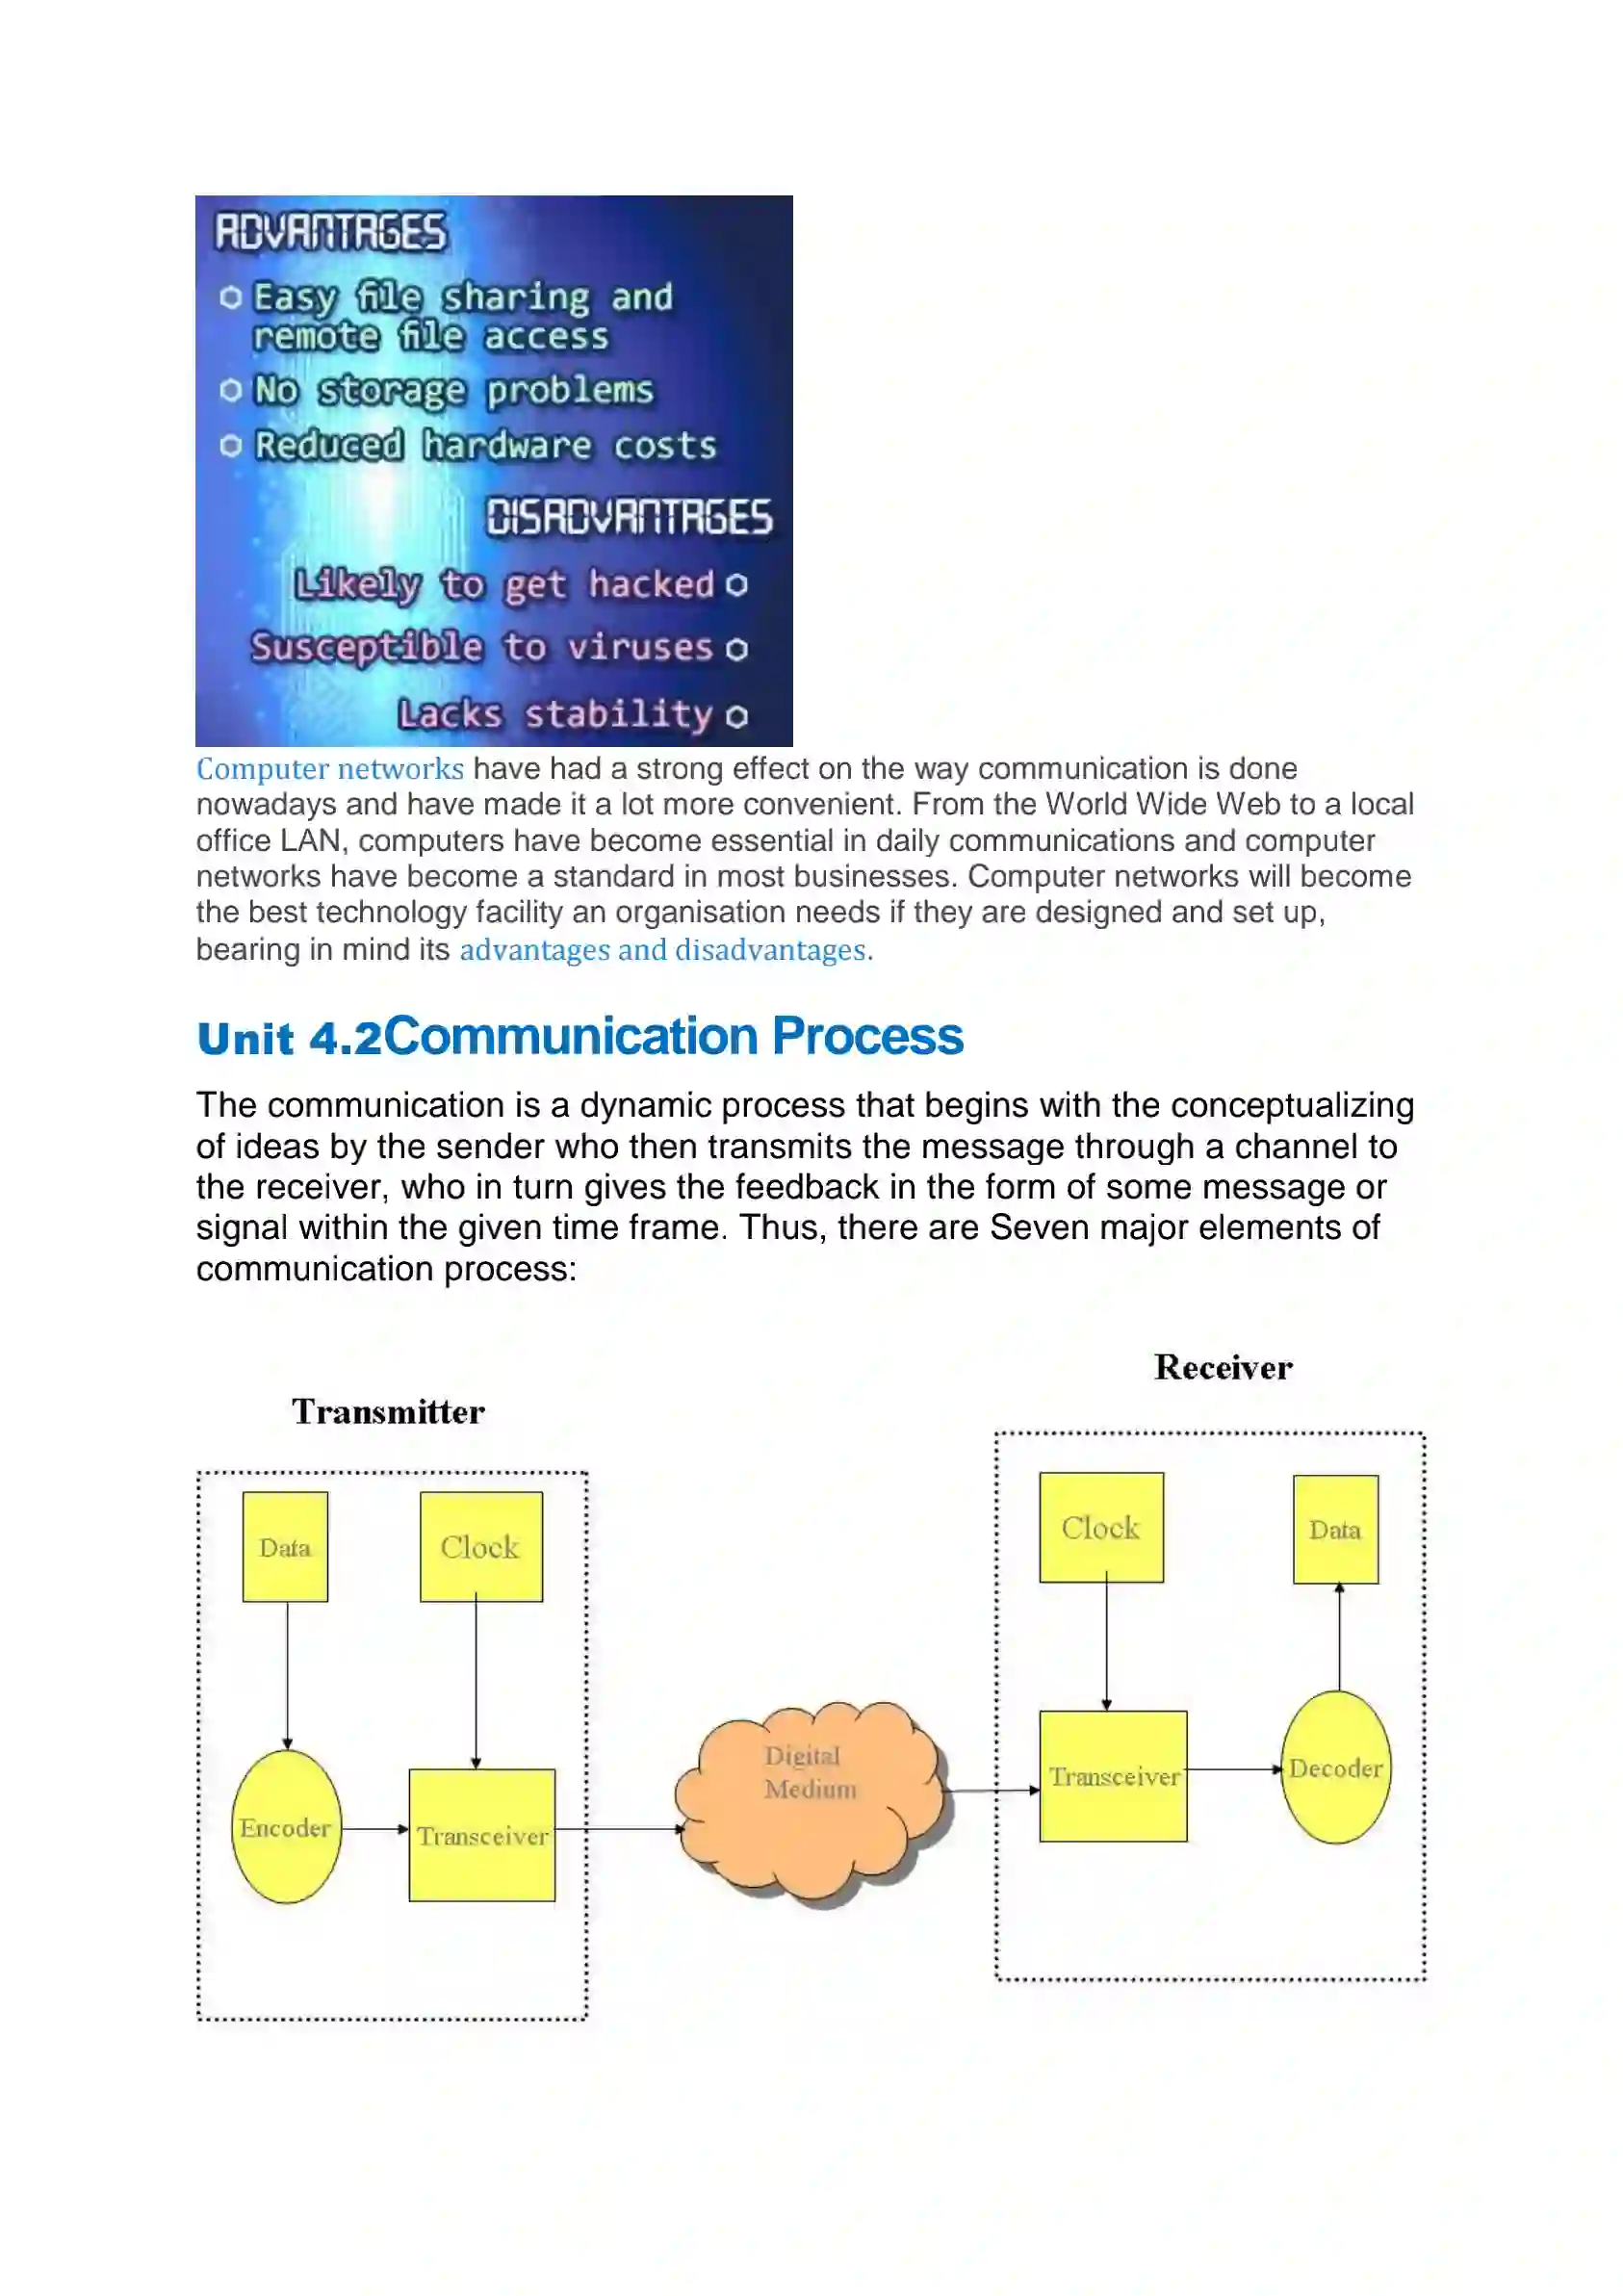 ADVANTAGES
Easy file sharing and
remote file access
No storage problems
Reduced hardware costs
DISADVANTAGES
Likely to get hacked
Susceptible to viruses
Lacks stability
Computer networks have had a strong effect on the way communication is done
nowadays and have made it a lot more convenient. From the World Wide Web to a local
office LAN, computers have become essential in daily communications and computer
networks have become a standard in most businesses. Computer networks will become
the best technology facility an organisation needs if they are designed and set up,
bearing in mind its advantages and disadvantages.
Unit 4.2Communication Process
The communication is a dynamic process that begins with the conceptualizing
of ideas by the sender who then transmits the message through a channel to
the receiver, who in turn gives the feedback in the form of some message or
signal within the given time frame. Thus, there are Seven major elements of
communication process:
Transmitter
Data
Clock
Encoder
Transceiver
Digital
Medium
Receiver
Clock
Data
Transceiver
Decoder